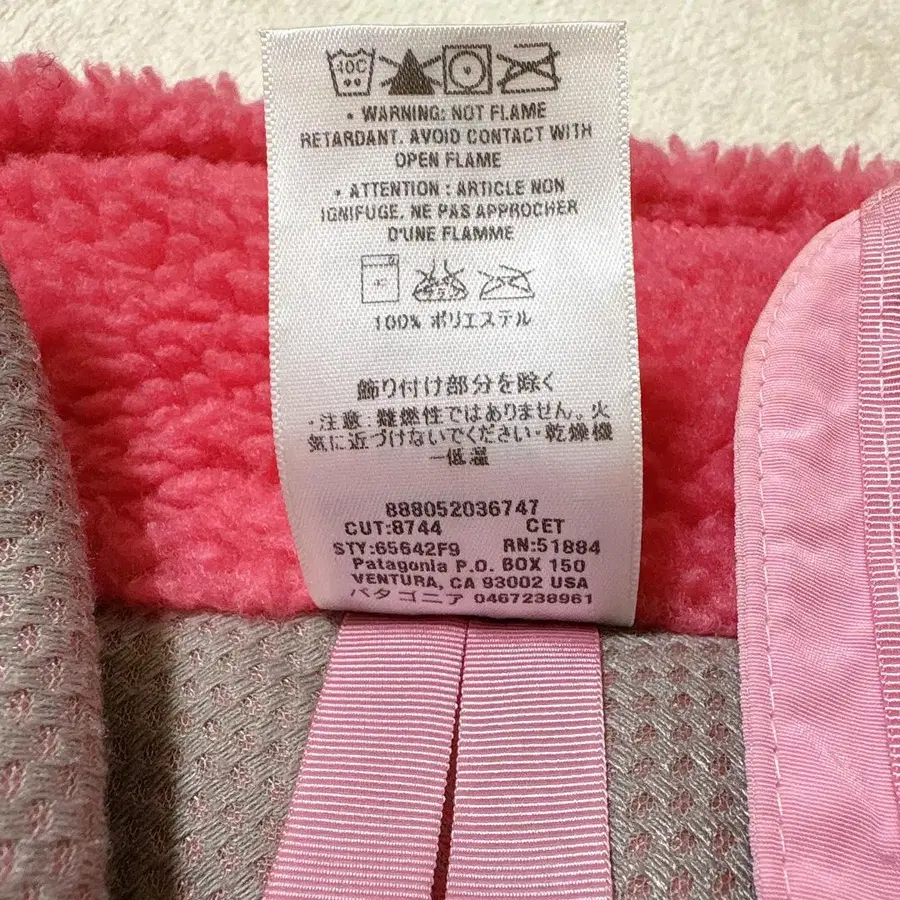 40C
• WARNING: NOT FLAME
RETARDANT. AVOID CONTACT WITH
OPEN FLAME
• ATTENTION : ARTICLE NON
IGNIFUGE. NE PAS APPROCHER
D'UNE FLAMME
100% ポリエステル
飾り付け部分を除く
・注意：難燃性ではありません。火
気に近づけないでください・乾燥機
ー低温
888052036747
CUT:8744 CET
STY:65642F9 RN:51884
Patagonia P.O. BOX 150
VENTURA, CA 93002 USA
パタゴニア 0467238961